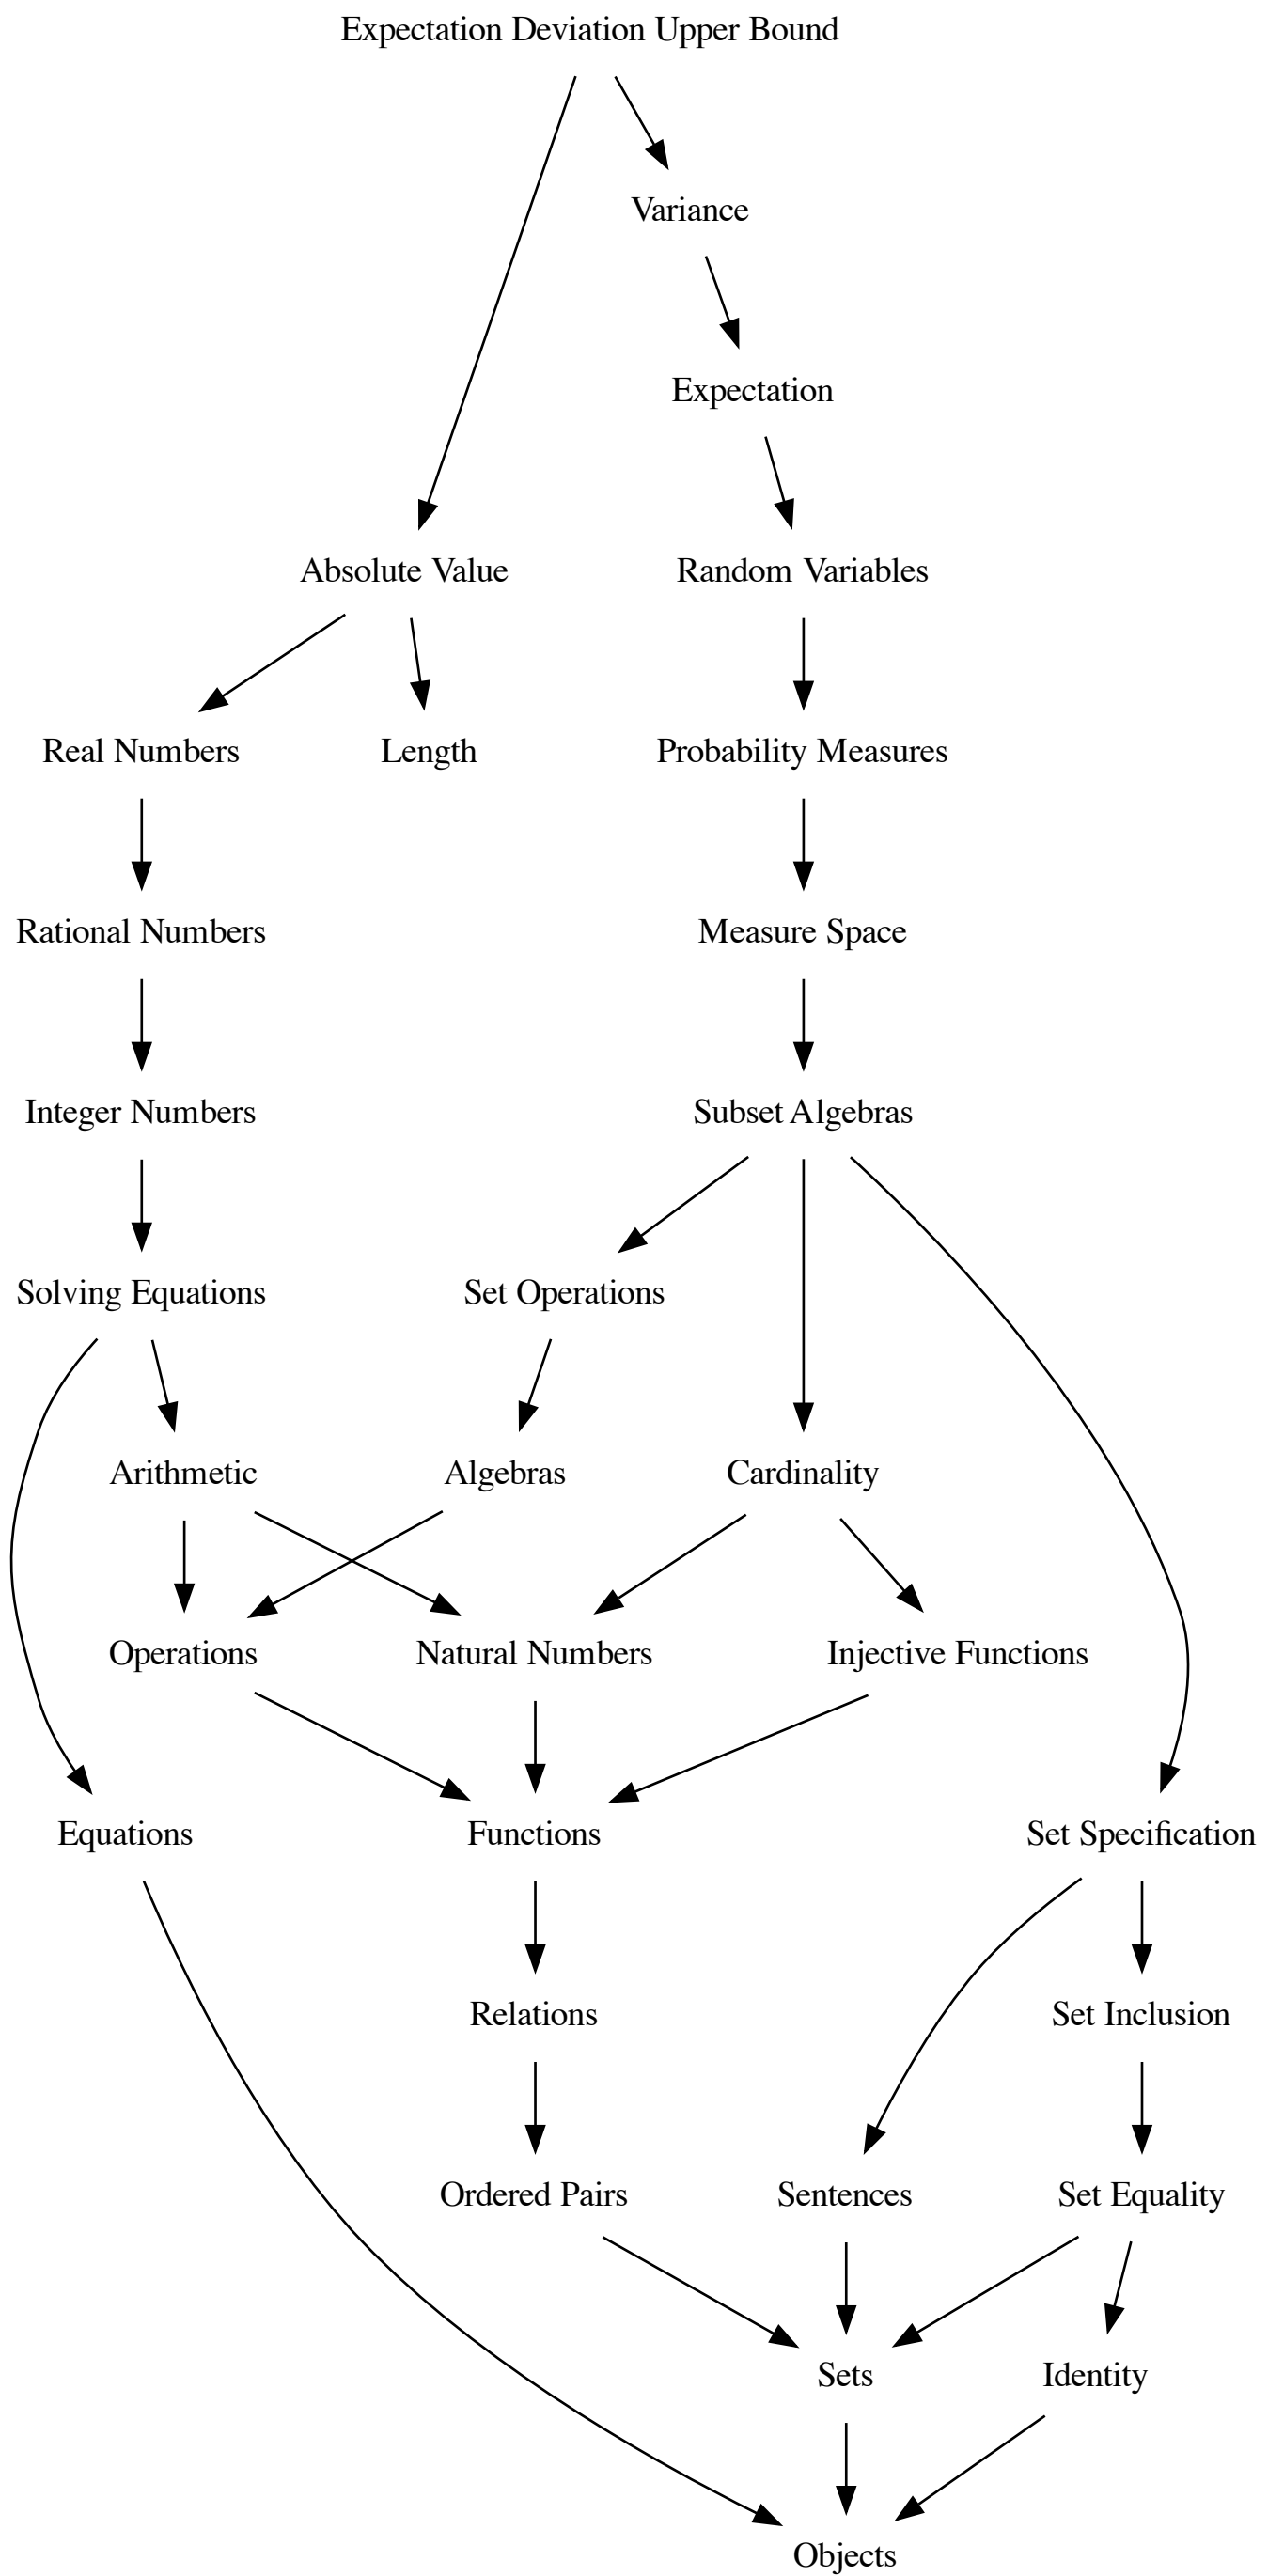 Expectation Deviation Upper Bound
Variance
Expectation
Absolute Value
Random Variables
Real Numbers
Length
Probability Measures
Rational Numbers
Measure Space
Integer Numbers
Subset Algebras
Solving Equations
Set Operations
Arithmetic
Algebras
Cardinality
Operations
Natural Numbers
Injective Functions
Equations
Functions
Set Specification
Relations
Set Inclusion
Ordered Pairs
Sentences
Set Equality
Sets
Identity
Objects